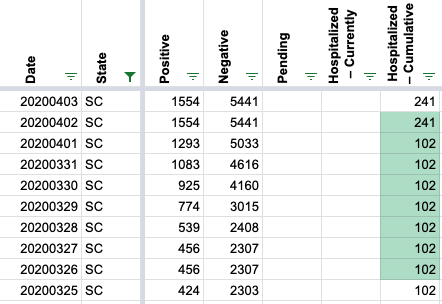 Date State Positive Negative Pending Hospitalized – Currently Hospitalized – Cumulative
20200403 SC 1554 5441 241
20200402 SC 1554 5441 241
20200401 SC 1293 5033 102
20200331 SC 1083 4616 102
20200330 SC 925 4160 102
20200329 SC 774 3015 102
20200328 SC 539 2408 102
20200327 SC 456 2307 102
20200326 SC 456 2307 102
20200325 SC 424 2303 102